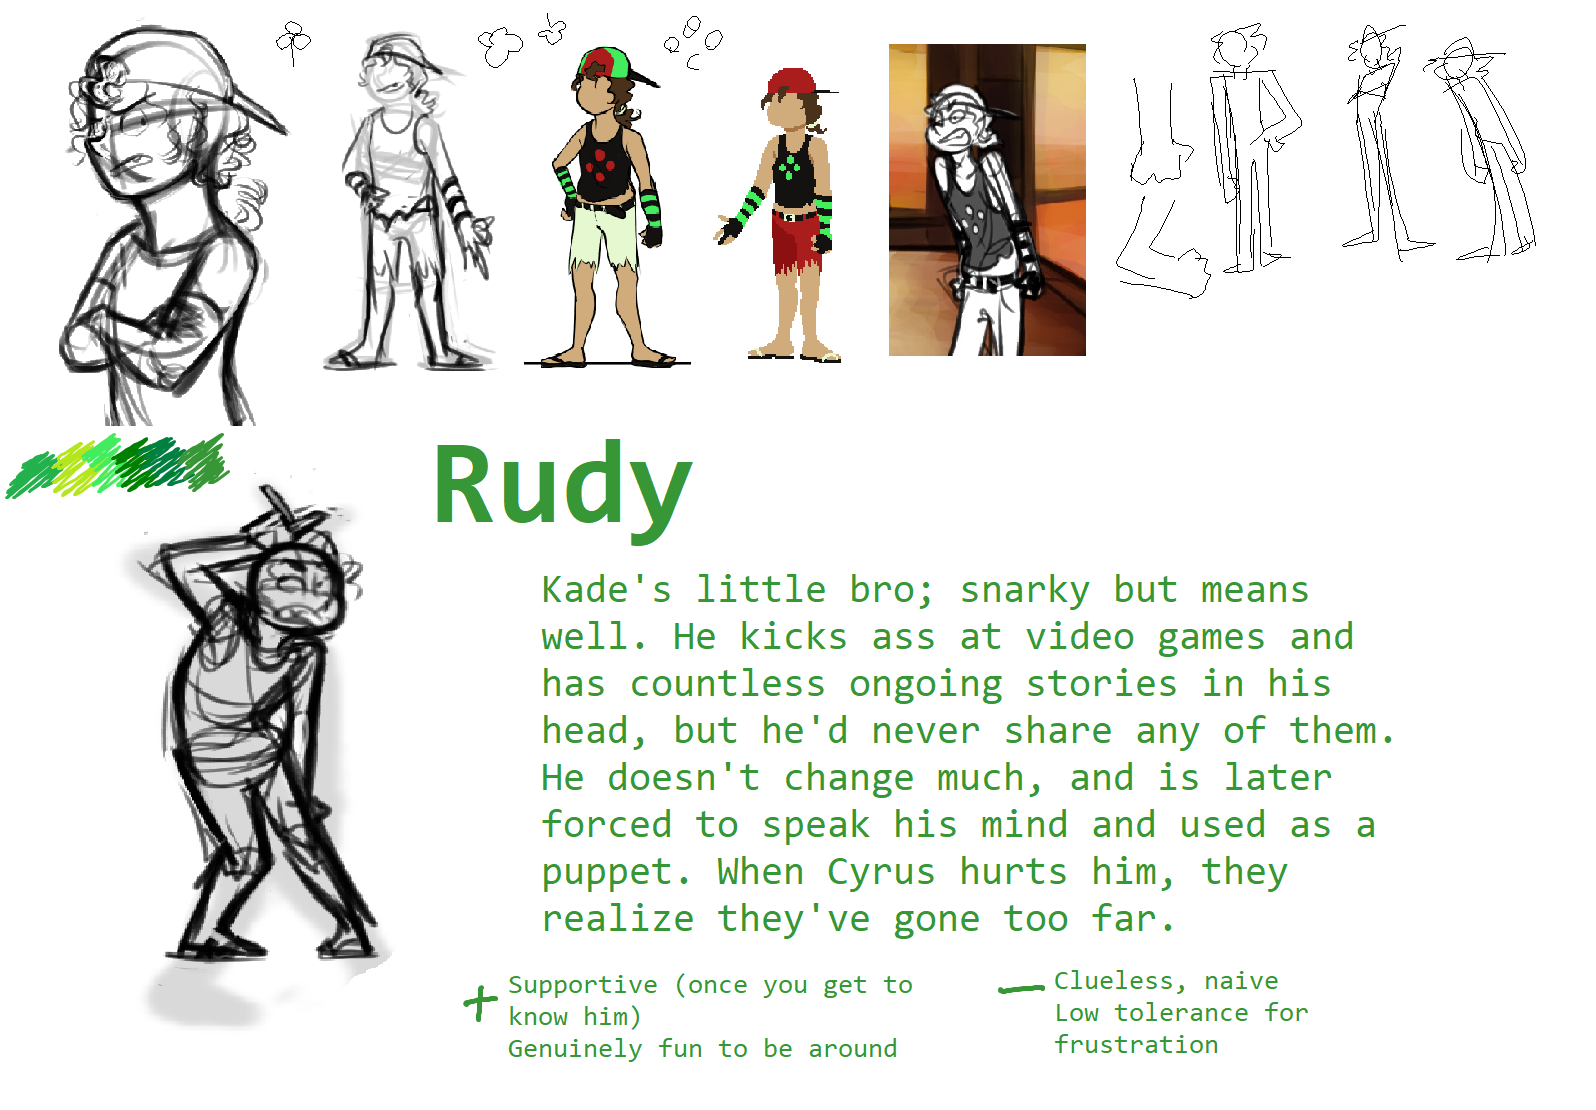 Rudy
Kade's little bro; snarky but means
well. He kicks ass at video games and
has countless ongoing stories in his
head, but he'd never share any of them.
He doesn't change much, and is later
forced to speak his mind and used as a
puppet. When Cyrus hurts him, they
realize they've gone too far.
+ Supportive (once you get to
know him)
Genuinely fun to be around
— Clueless, naive
Low tolerance for
frustration